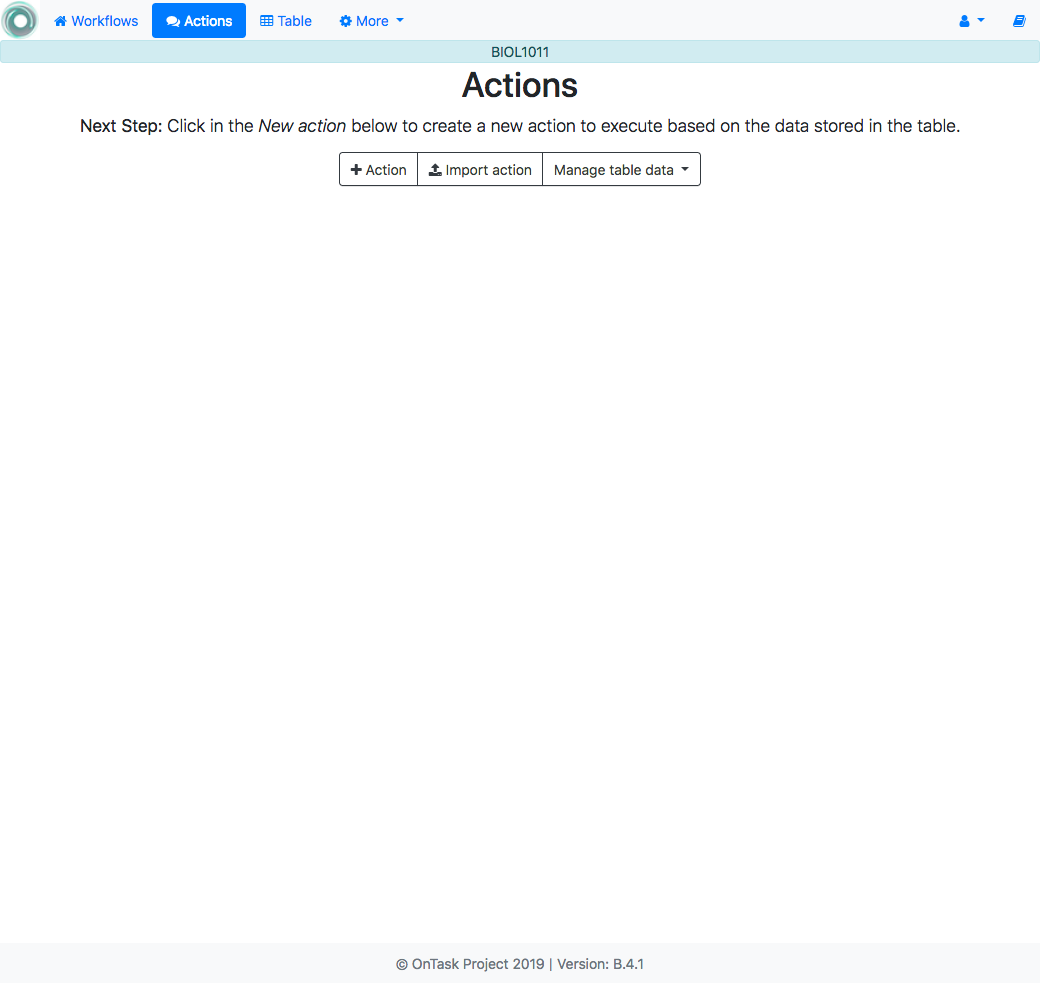 Workflows Actions Table More
BIOL1011
Actions
Next Step: Click in the New action below to create a new action to execute based on the data stored in the table.
Action Import action Manage table data
© OnTask Project 2019 | Version: B.4.1